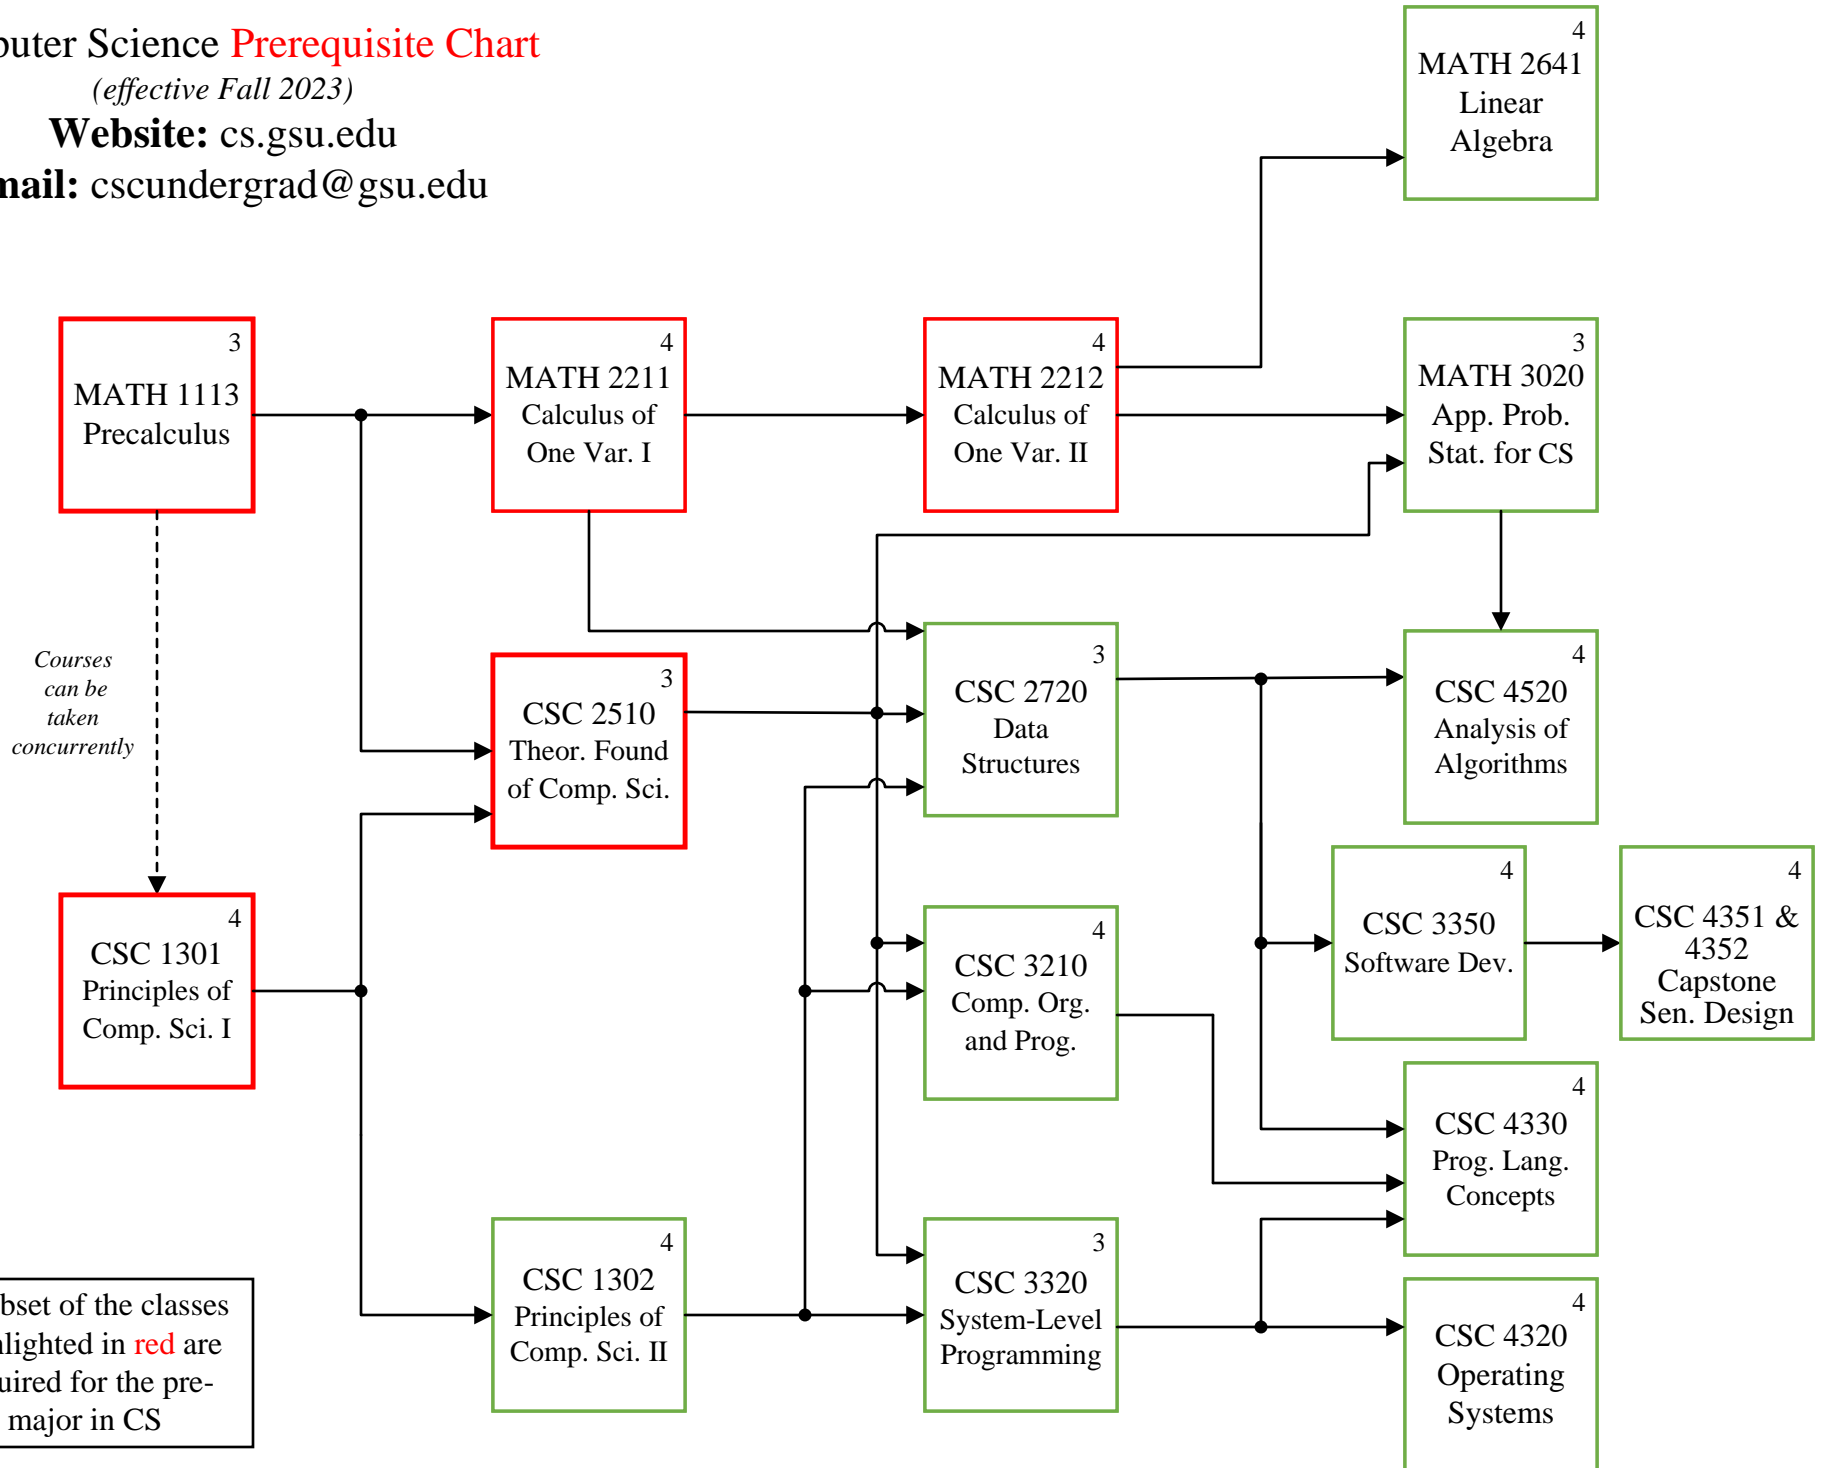 puter Science Prerequisite Chart
(effective Fall 2023)
Website: cs.gsu.edu
mail: cscundergrad@gsu.edu
4
MATH 2641
Linear
Algebra
3
MATH 1113
Precalculus
4
MATH 2211
Calculus of
One Var. I
4
MATH 2212
Calculus of
One Var. II
3
MATH 3020
App. Prob.
Stat. for CS
Courses
can be
taken
concurrently
3
CSC 2510
Theor. Found
of Comp. Sci.
3
CSC 2720
Data
Structures
4
CSC 4520
Analysis of
Algorithms
4
CSC 1301
Principles of
Comp. Sci. I
4
CSC 3210
Comp. Org.
and Prog.
4
CSC 3350
Software Dev.
4
CSC 4351 &
4352
Capstone
Sen. Design
4
CSC 4330
Prog. Lang.
Concepts
4
CSC 1302
Principles of
Comp. Sci. II
3
CSC 3320
System-Level
Programming
4
CSC 4320
Operating
Systems
bset of the classes
hlighted in red are
uired for the pre-
major in CS